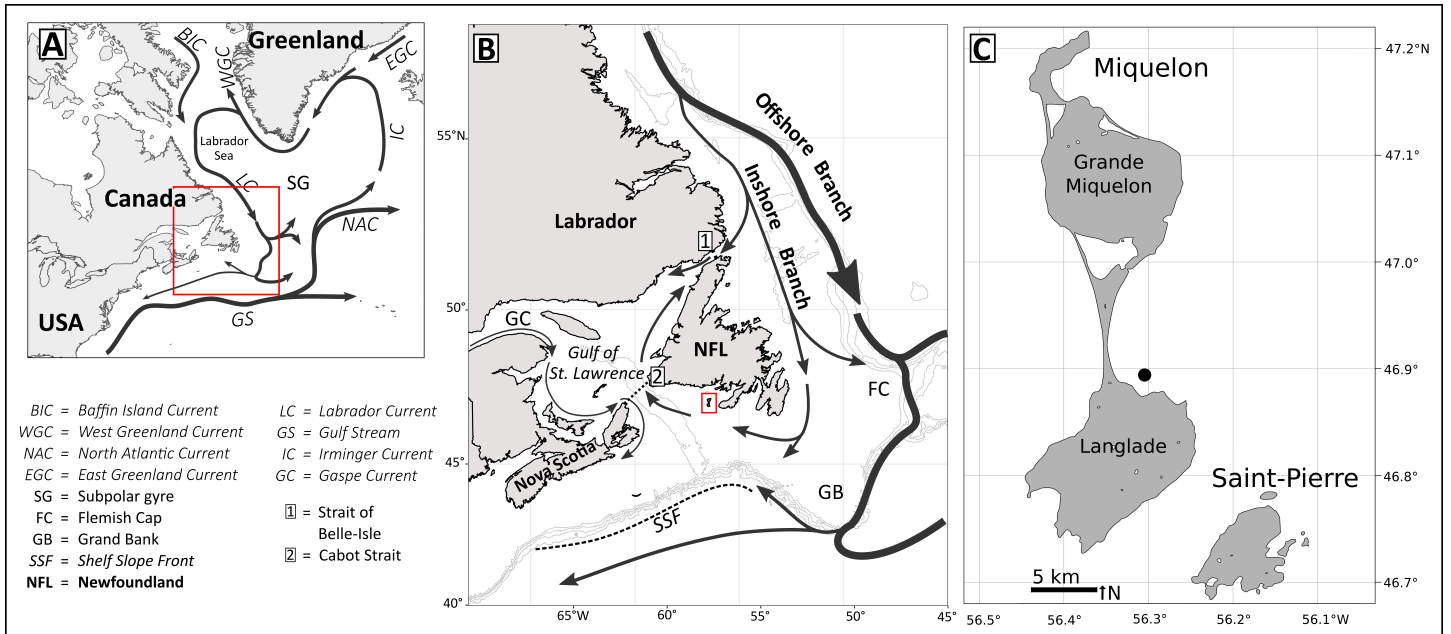 A
BIC
WGC
Greenland
EGC
Labrador
Sea
IC
LC
SG
Canada
NAC
USA
GS
BIC = Baffin Island Current
WGC = West Greenland Current
NAC = North Atlantic Current
EGC = East Greenland Current
SG = Subpolar gyre
FC = Flemish Cap
GB = Grand Bank
SSF = Shelf Slope Front
NFL = Newfoundland
LC = Labrador Current
GS = Gulf Stream
IC = Irminger Current
GC = Gaspe Current
1 = Strait of
Belle-Isle
2 = Cabot Strait
B
Offshore Branch
55°N
Inshore Branch
Labrador
1
50°
GC
Gulf of
St. Lawrence
NFL
2
FC
45°
Nova Scotia
GB
SSF
40°
65°W
60°
55°
50°
45°
C
Miquelon
47.2°N
Grande
Miquelon
47.1°
47.0°
46.9°
Langlade
Saint-Pierre
46.8°
5 km
↑N
46.7°
56.5°
56.4°
56.3°
56.2°
56.1°W